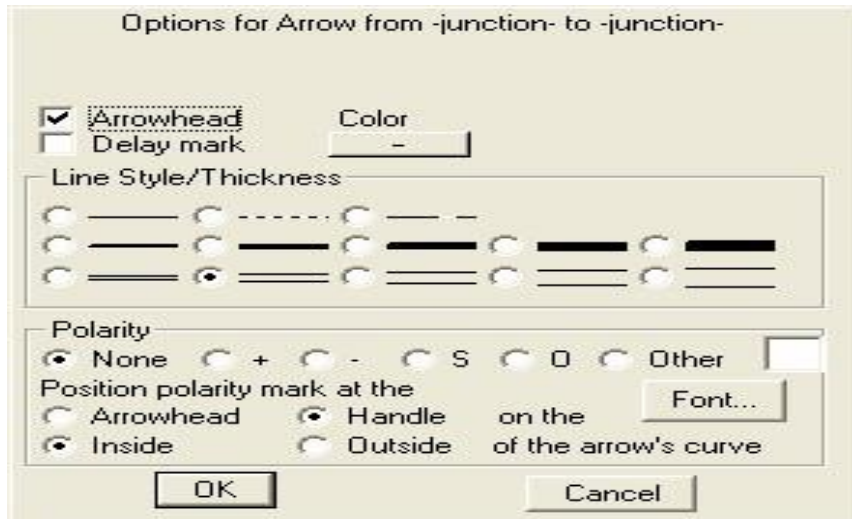 Options for Arrow from -junction- to -junction-
Arrowhead Color
Delay mark -
Line Style/Thickness
Polarity
None + - S O Other
Position polarity mark at the Font...
Arrowhead Handle on the
Inside Outside of the arrow's curve
OK Cancel